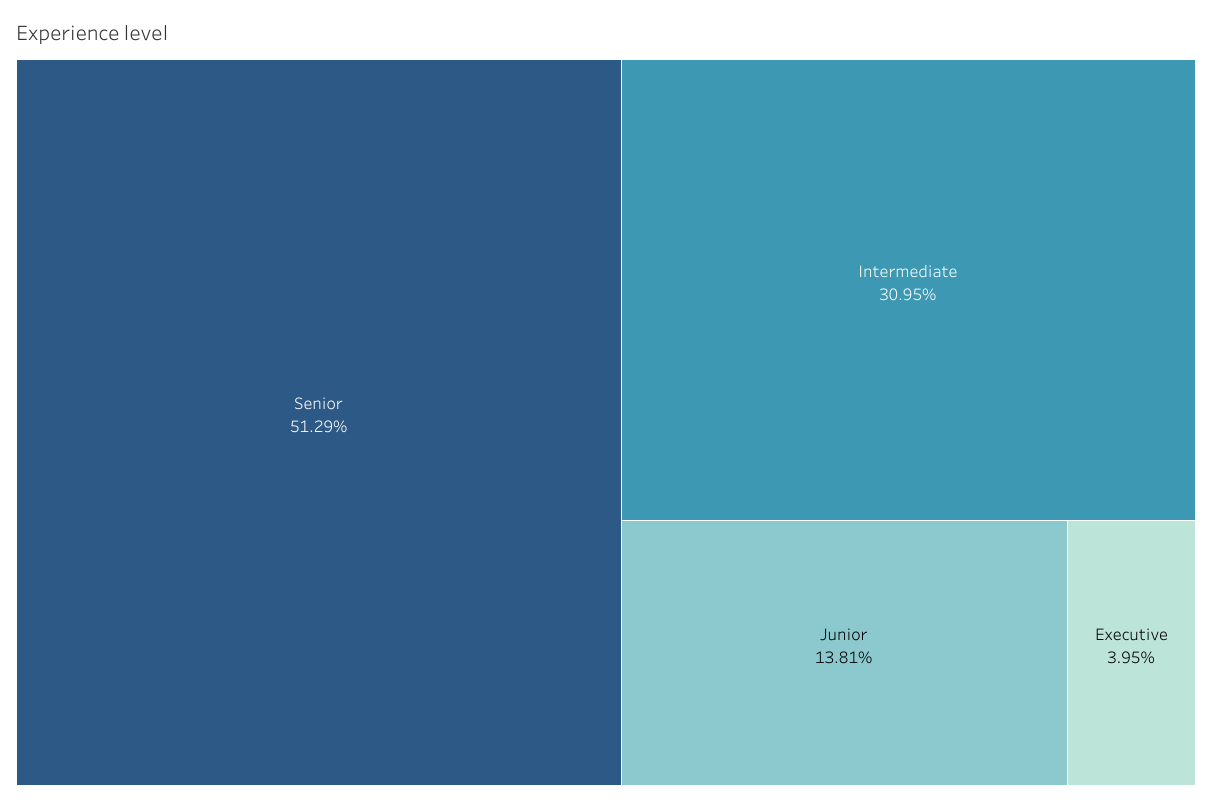 Experience level
Senior
51.29%
Intermediate
30.95%
Junior
13.81%
Executive
3.95%